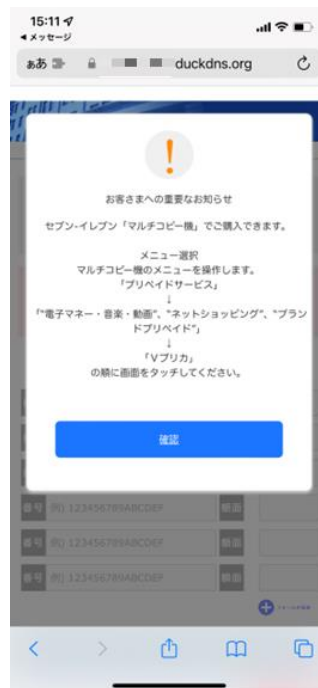 15:11
メッセージ
ああ
duckdns.org
お客さまへの重要なお知らせ
セブン-イレブン「マルチコピー機」でご購入できます。
メニュー選択
マルチコピー機のメニューを操作します。
「プリペイドサービス」
↓
「"電子マネー・音楽・動画"、"ネットショッピング"、"ブラン
ドプリペイド"」
↓
「Vプリカ」
の順に画面をタッチしてください。
確認
番号 例) 123456789ABCDEF 額面
番号 例) 123456789ABCDEF 額面
番号 例) 123456789ABCDEF 額面